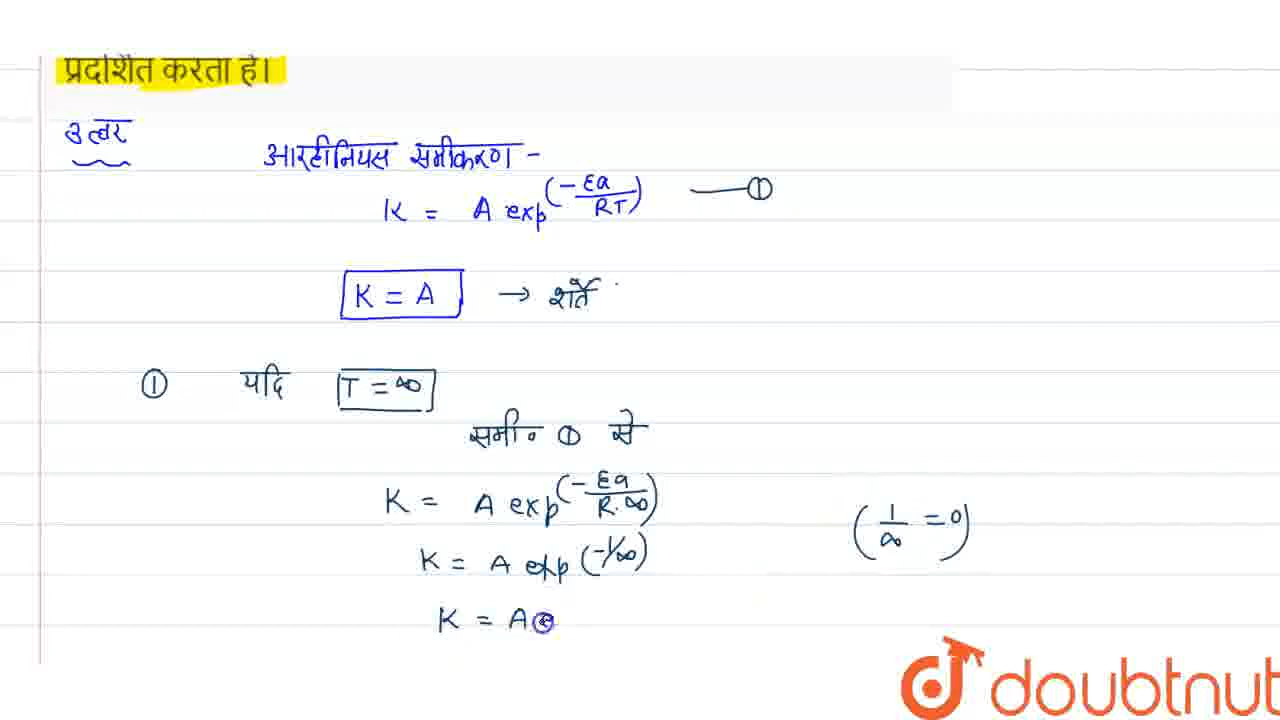 प्रदर्शित करता है।
उत्तर
आरहीनियस समीकरण -
K = A exp(-Ea/RT) — ①
K = A → शर्ते
① यदि T = ∞
समी० ① से
K = A exp(-Ea/R.∞)
K = A exp(-1/∞) (1/∞ = 0)
K = A e
doubtnut